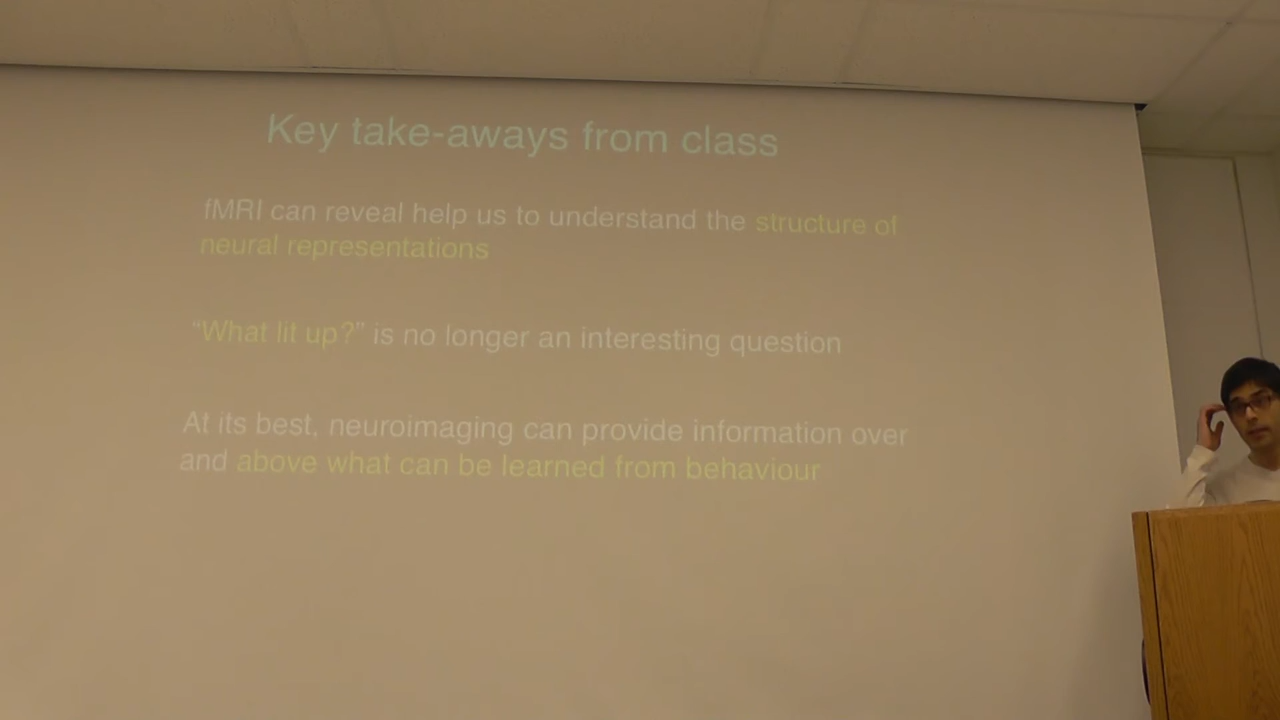 Key take-aways from class
fMRI can reveal help us to understand the structure of
neural representations
“What lit up?” is no longer an interesting question
At its best, neuroimaging can provide information over
and above what can be learned from behaviour